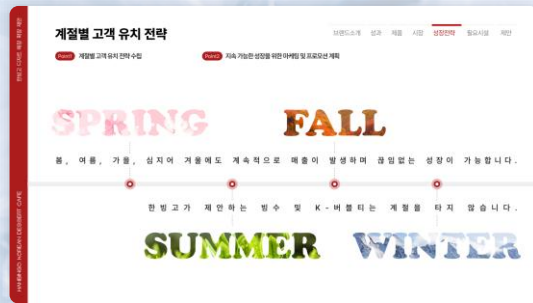 계절별 고객 유치 전략
브랜드소개 성과 제품 시장 성장전략 필요시설 제안
Point1 계절별 고객 유치 전략 수립
Point2 지속 가능한 성장을 위한 마케팅 및 프로모션 계획
SPRING
FALL
봄, 여름, 가을, 심지어 겨울에도 계속적으로 매출이 발생하며 끊임없는 성장이 가능합니다.
한빙고가 제안하는 빙수 및 K-버블티는 계절을 타지 않습니다.
SUMMER
WINTER
HANBINGO KOREAN DESSERT CAFE